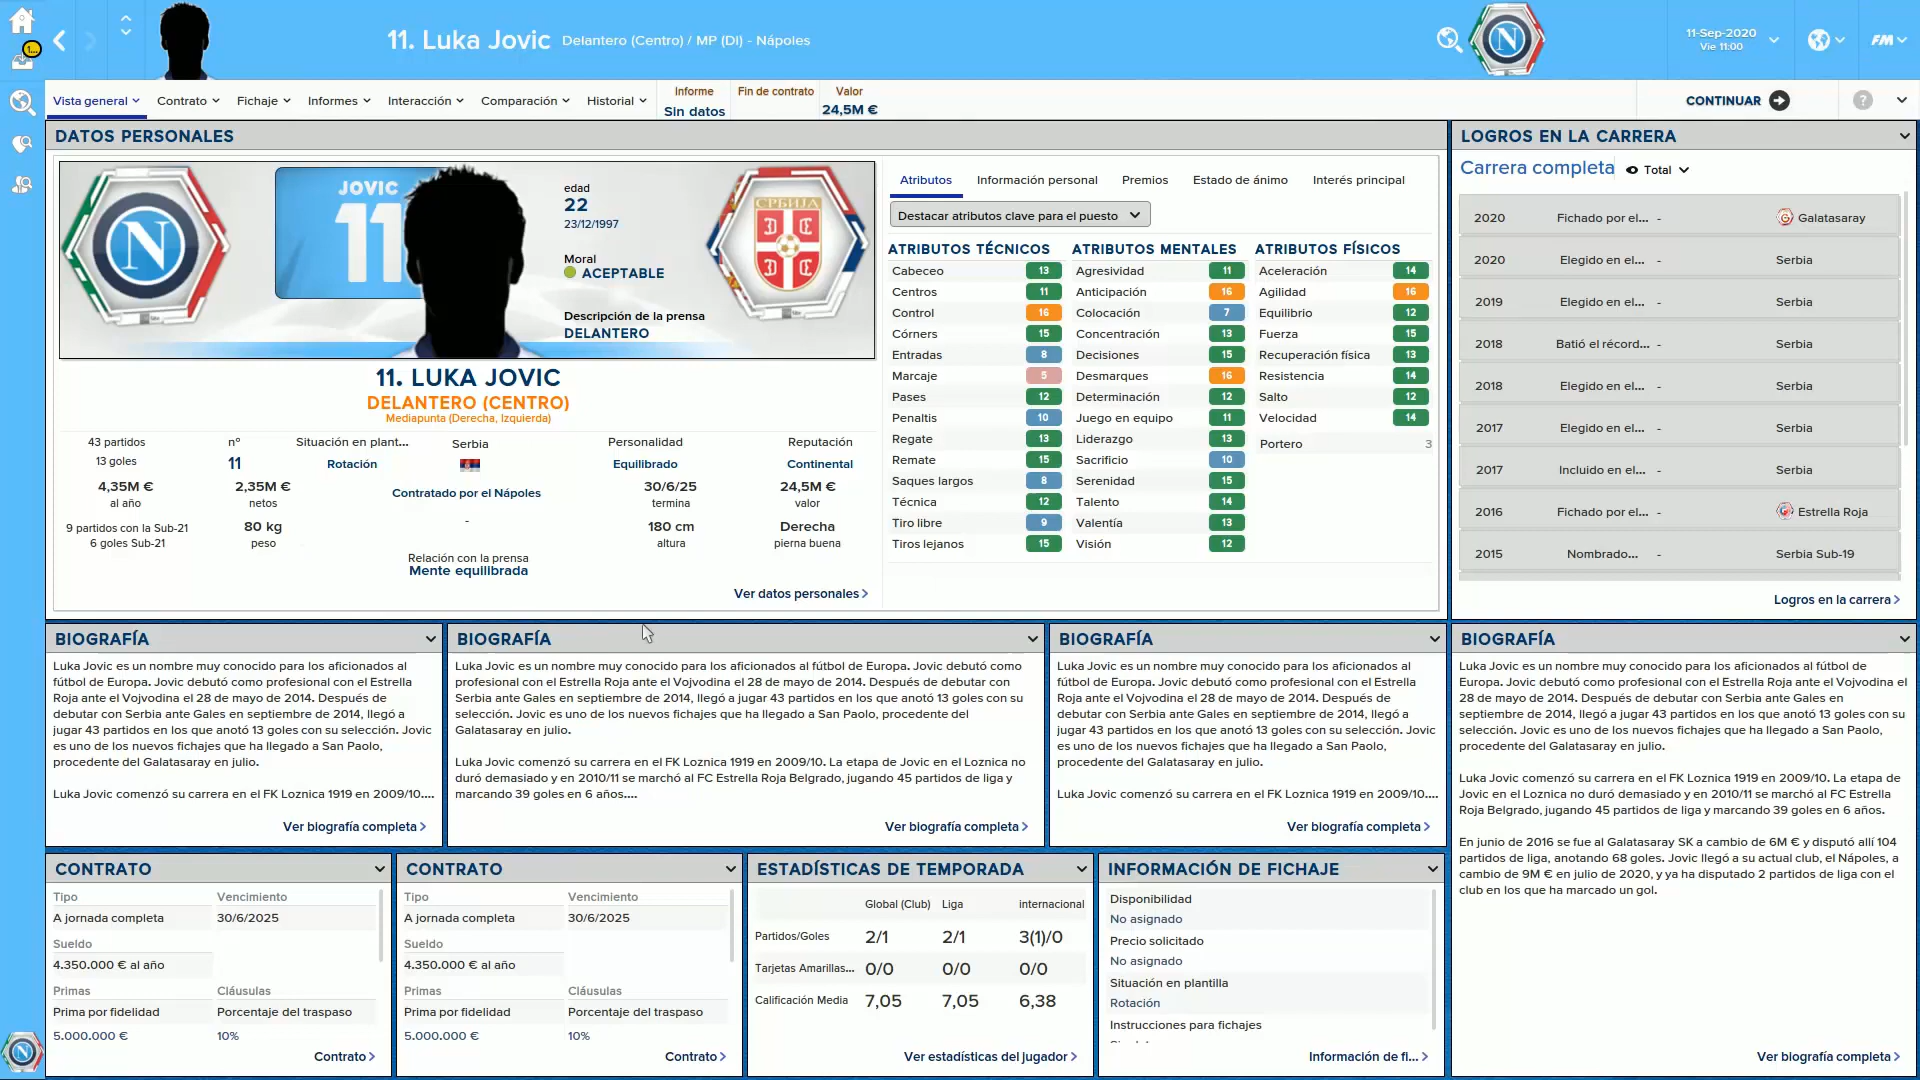 11. Luka Jovic
Delantero (Centro) / MP (DI) - Nápoles
11-Sep-2020
Vie 11:00
FM
1...
Vista general
Contrato
Fichaje
Informes
Interacción
Comparación
Historial
Informe
Sin datos
Fin de contrato
Valor
24,5M €
CONTINUAR
?
DATOS PERSONALES
JOVIC
11
edad
22
23/12/1997
Moral
ACEPTABLE
Descripción de la prensa
DELANTERO
СРБИЈА
11. LUKA JOVIC
DELANTERO (CENTRO)
Mediapunta (Derecha, Izquierda)
43 partidos
13 goles
nº
11
Situación en plant...
Rotación
Serbia
Personalidad
Equilibrado
Reputación
Continental
4,35M €
al año
2,35M €
netos
Contratado por el Nápoles
-
30/6/25
termina
24,5M €
valor
9 partidos con la Sub-21
6 goles Sub-21
80 kg
peso
180 cm
altura
Derecha
pierna buena
Relación con la prensa
Mente equilibrada
Ver datos personales
Atributos
Información personal
Premios
Estado de ánimo
Interés principal
Destacar atributos clave para el puesto
ATRIBUTOS TÉCNICOS
Cabeceo 13
Centros 11
Control 16
Córners 15
Entradas 8
Marcaje 5
Pases 12
Penaltis 10
Regate 13
Remate 15
Saques largos 8
Técnica 12
Tiro libre 9
Tiros lejanos 15
ATRIBUTOS MENTALES
Agresividad 11
Anticipación 16
Colocación 7
Concentración 13
Decisiones 15
Desmarques 16
Determinación 12
Juego en equipo 11
Liderazgo 13
Sacrificio 10
Serenidad 15
Talento 14
Valentía 13
Visión 12
ATRIBUTOS FÍSICOS
Aceleración 14
Agilidad 16
Equilibrio 12
Fuerza 15
Recuperación física 13
Resistencia 14
Salto 12
Velocidad 14
Portero 3
LOGROS EN LA CARRERA
Carrera completa
Total
2020 Fichado por el... - Galatasaray
2020 Elegido en el... - Serbia
2019 Elegido en el... - Serbia
2018 Batió el récord... - Serbia
2018 Elegido en el... - Serbia
2017 Elegido en el... - Serbia
2017 Incluido en el... - Serbia
2016 Fichado por el... - Estrella Roja
2015 Nombrado... - Serbia Sub-19
Logros en la carrera
BIOGRAFÍA
Luka Jovic es un nombre muy conocido para los aficionados al
fútbol de Europa. Jovic debutó como profesional con el Estrella
Roja ante el Vojvodina el 28 de mayo de 2014. Después de
debutar con Serbia ante Gales en septiembre de 2014, llegó a
jugar 43 partidos en los que anotó 13 goles con su selección. Jovic
es uno de los nuevos fichajes que ha llegado a San Paolo,
procedente del Galatasaray en julio.
Luka Jovic comenzó su carrera en el FK Loznica 1919 en 2009/10....
Ver biografía completa
BIOGRAFÍA
Luka Jovic es un nombre muy conocido para los aficionados al fútbol de Europa. Jovic debutó como
profesional con el Estrella Roja ante el Vojvodina el 28 de mayo de 2014. Después de debutar con
Serbia ante Gales en septiembre de 2014, llegó a jugar 43 partidos en los que anotó 13 goles con su
selección. Jovic es uno de los nuevos fichajes que ha llegado a San Paolo, procedente del
Galatasaray en julio.
Luka Jovic comenzó su carrera en el FK Loznica 1919 en 2009/10. La etapa de Jovic en el Loznica no
duró demasiado y en 2010/11 se marchó al FC Estrella Roja Belgrado, jugando 45 partidos de liga y
marcando 39 goles en 6 años....
Ver biografía completa
BIOGRAFÍA
Luka Jovic es un nombre muy conocido para los aficionados al
fútbol de Europa. Jovic debutó como profesional con el Estrella
Roja ante el Vojvodina el 28 de mayo de 2014. Después de
debutar con Serbia ante Gales en septiembre de 2014, llegó a
jugar 43 partidos en los que anotó 13 goles con su selección. Jovic
es uno de los nuevos fichajes que ha llegado a San Paolo,
procedente del Galatasaray en julio.
Luka Jovic comenzó su carrera en el FK Loznica 1919 en 2009/10....
Ver biografía completa
BIOGRAFÍA
Luka Jovic es un nombre muy conocido para los aficionados al fútbol de
Europa. Jovic debutó como profesional con el Estrella Roja ante el Vojvodina el
28 de mayo de 2014. Después de debutar con Serbia ante Gales en
septiembre de 2014, llegó a jugar 43 partidos en los que anotó 13 goles con su
selección. Jovic es uno de los nuevos fichajes que ha llegado a San Paolo,
procedente del Galatasaray en julio.
Luka Jovic comenzó su carrera en el FK Loznica 1919 en 2009/10. La etapa de
Jovic en el Loznica no duró demasiado y en 2010/11 se marchó al FC Estrella
Roja Belgrado, jugando 45 partidos de liga y marcando 39 goles en 6 años.
En junio de 2016 se fue al Galatasaray SK a cambio de 6M € y disputó allí 104
partidos de liga, anotando 68 goles. Jovic llegó a su actual club, el Nápoles, a
cambio de 9M € en julio de 2020, y ya ha disputado 2 partidos de liga con el
club en los que ha marcado un gol.
Ver biografía completa
CONTRATO
Tipo Vencimiento
A jornada completa 30/6/2025
Sueldo
4.350.000 € al año
Primas Cláusulas
Prima por fidelidad Porcentaje del traspaso
5.000.000 € 10%
Contrato
CONTRATO
Tipo Vencimiento
A jornada completa 30/6/2025
Sueldo
4.350.000 € al año
Primas Cláusulas
Prima por fidelidad Porcentaje del traspaso
5.000.000 € 10%
Contrato
ESTADÍSTICAS DE TEMPORADA
Global (Club) Liga internacional
Partidos/Goles 2/1 2/1 3(1)/0
Tarjetas Amarillas... 0/0 0/0 0/0
Calificación Media 7,05 7,05 6,38
Ver estadísticas del jugador
INFORMACIÓN DE FICHAJE
Disponibilidad
No asignado
Precio solicitado
No asignado
Situación en plantilla
Rotación
Instrucciones para fichajes
Información de fi...